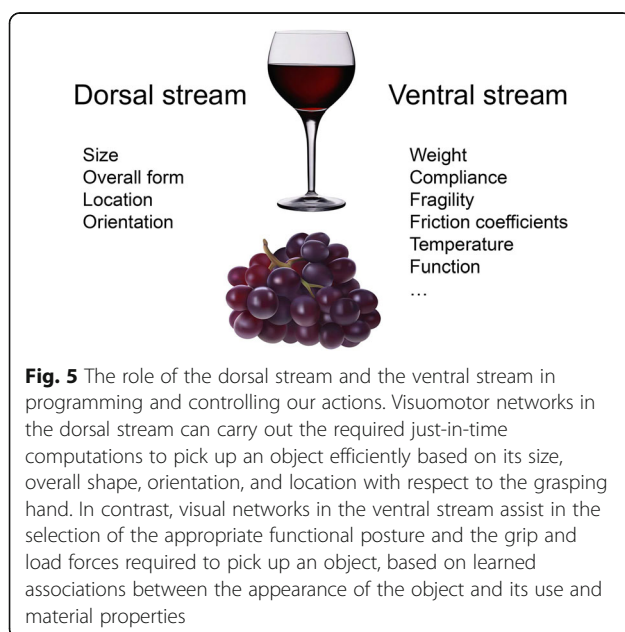 Dorsal stream
Size
Overall form
Location
Orientation
Ventral stream
Weight
Compliance
Fragility
Friction coefficients
Temperature
Function
...
Fig. 5 The role of the dorsal stream and the ventral stream in
programming and controlling our actions. Visuomotor networks in
the dorsal stream can carry out the required just-in-time
computations to pick up an object efficiently based on its size,
overall shape, orientation, and location with respect to the grasping
hand. In contrast, visual networks in the ventral stream assist in the
selection of the appropriate functional posture and the grip and
load forces required to pick up an object, based on learned
associations between the appearance of the object and its use and
material properties